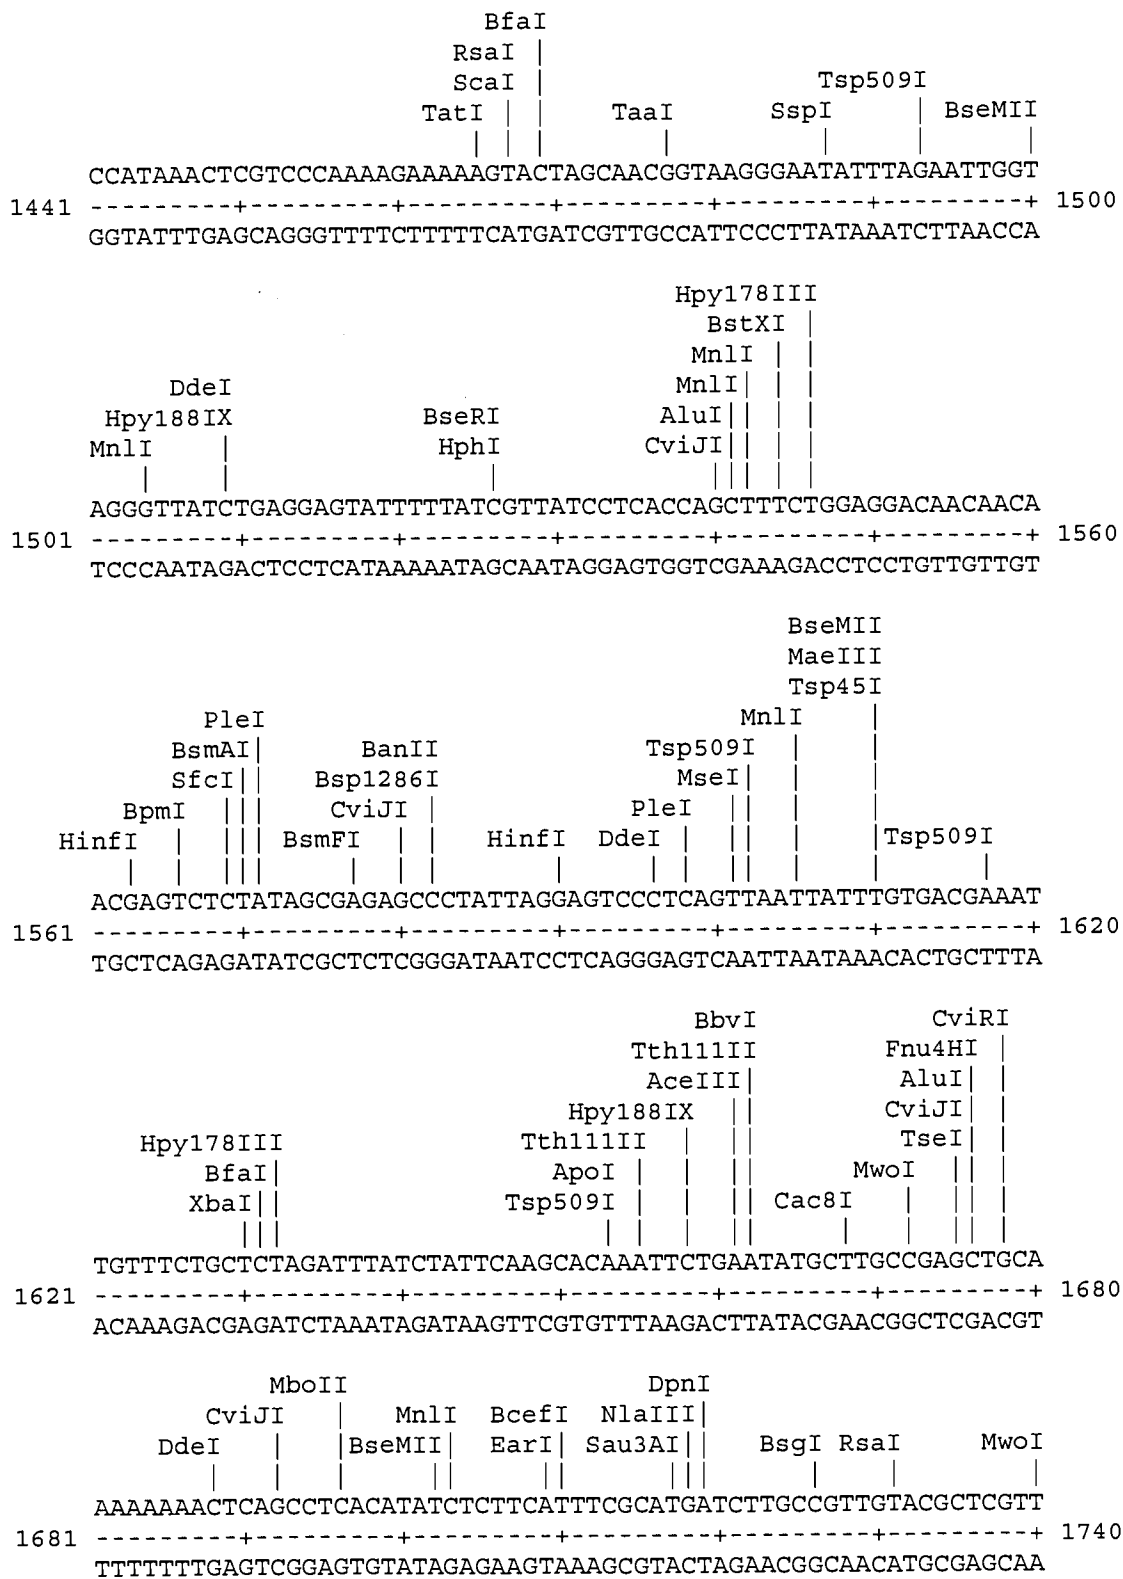 BfaI
RsaI
ScaI Tsp509I
TatI TaaI SspI BseMII
CCATAAACTCGTCCCAAAAGAAAAAGTACTAGCAACGGTAAGGGAATATTTAGAATTGGT
1441 ---------+---------+---------+---------+---------+---------+ 1500
GGTATTTGAGCAGGGTTTTCTTTTTCATGATCGTTGCCATTCCCTTATAAATCTTAACCA
Hpy178III
BstXI
MnlI
DdeI MnlI
Hpy188IX BseRI AluI
MnlI HphI CviJI
AGGGTTATCTGAGGAGTATTTTTATCGTTATCCTCACCAGCTTTCTGGAGGACAACAACA
1501 ---------+---------+---------+---------+---------+---------+ 1560
TCCCAATAGACTCCTCATAAAAATAGCAATAGGAGTGGTCGAAAGACCTCCTGTTGTTGT
BseMII
MaeIII
Tsp45I
PleI MnlI
BsmAI BanII Tsp509I
SfcI Bsp1286I MseI
BpmI CviJI PleI
HinfI BsmFI HinfI DdeI Tsp509I
ACGAGTCTCTATAGCGAGAGCCCTATTAGGAGTCCCTCAGTTAATTATTTGTGACGAAAT
1561 ---------+---------+---------+---------+---------+---------+ 1620
TGCTCAGAGATATCGCTCTCGGGATAATCCTCAGGGAGTCAATTAATAAACACTGCTTTA
BbvI CviRI
Tth111II Fnu4HI
AceIII AluI
Hpy188IX CviJI
Hpy178III Tth111II TseI
BfaI ApoI MwoI
XbaI Tsp509I Cac8I
TGTTTCTGCTCTAGATTTATCTATTCAAGCACAAATTCTGAATATGCTTGCCGAGCTGCA
1621 ---------+---------+---------+---------+---------+---------+ 1680
ACAAAGACGAGATCTAAATAGATAAGTTCGTGTTTAAGACTTATACGAACGGCTCGACGT
MboII DpnI
CviJI MnlI BcefI NlaIII
DdeI BseMII EarI Sau3AI BsgI RsaI MwoI
AAAAAAACTCAGCCTCACATATCTCTTCATTTCGCATGATCTTGCCGTTGTACGCTCGTT
1681 ---------+---------+---------+---------+---------+---------+ 1740
TTTTTTTGAGTCGGAGTGTATAGAGAAGTAAAGCGTACTAGAACGGCAACATGCGAGCAA